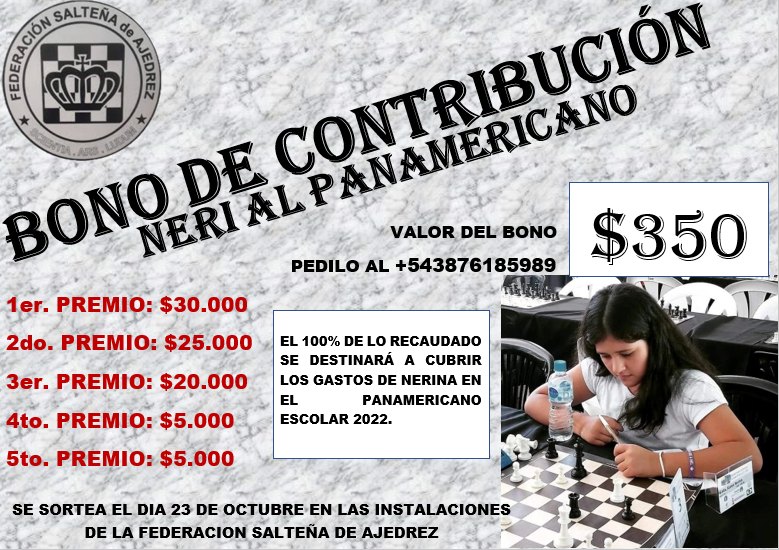 FEDERACIÓN SALTEÑA de AJEDREZ
SCIENTIA . ARS . LUDUM
BONO DE CONTRIBUCIÓN
NERI AL PANAMERICANO
VALOR DEL BONO
$350
PEDILO AL +543876185989
1er. PREMIO: $30.000
2do. PREMIO: $25.000
3er. PREMIO: $20.000
4to. PREMIO: $5.000
5to. PREMIO: $5.000
EL 100% DE LO RECAUDADO
SE DESTINARÁ A CUBRIR
LOS GASTOS DE NERINA EN
EL PANAMERICANO
ESCOLAR 2022.
SE SORTEA EL DIA 23 DE OCTUBRE EN LAS INSTALACIONES
DE LA FEDERACION SALTEÑA DE AJEDREZ